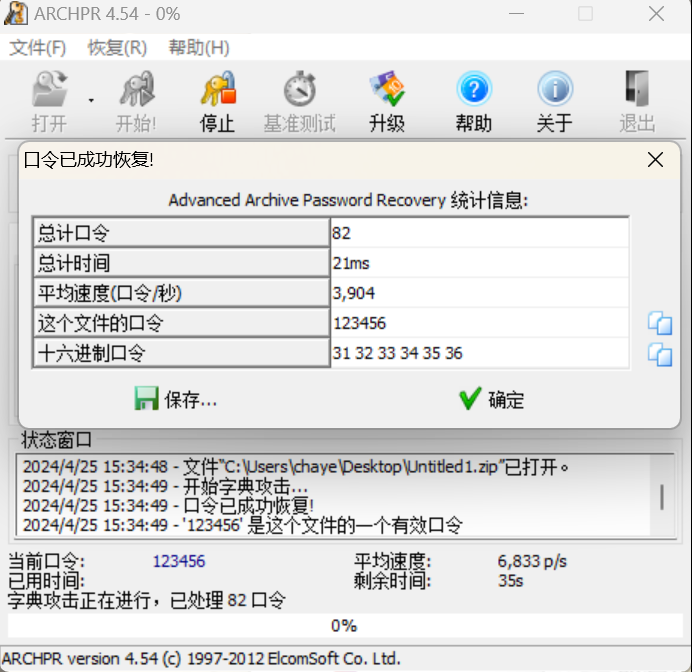 ARCHPR 4.54 - 0%
文件(F) 恢复(R) 帮助(H)
打开 开始! 停止 基准测试 升级 帮助 关于 退出
口令已成功恢复!
Advanced Archive Password Recovery 统计信息:
总计口令 82
总计时间 21ms
平均速度(口令/秒) 3,904
这个文件的口令 123456
十六进制口令 31 32 33 34 35 36
保存... 确定
状态窗口
2024/4/25 15:34:48 - 文件"C:\Users\chaye\Desktop\Untitled1.zip"已打开。
2024/4/25 15:34:49 - 开始字典攻击...
2024/4/25 15:34:49 - 口令已成功恢复!
2024/4/25 15:34:49 - '123456' 是这个文件的一个有效口令
当前口令: 123456 平均速度: 6,833 p/s
已用时间: 剩余时间: 35s
字典攻击正在进行，已处理 82 口令
0%
ARCHPR version 4.54 (c) 1997-2012 ElcomSoft Co. Ltd.